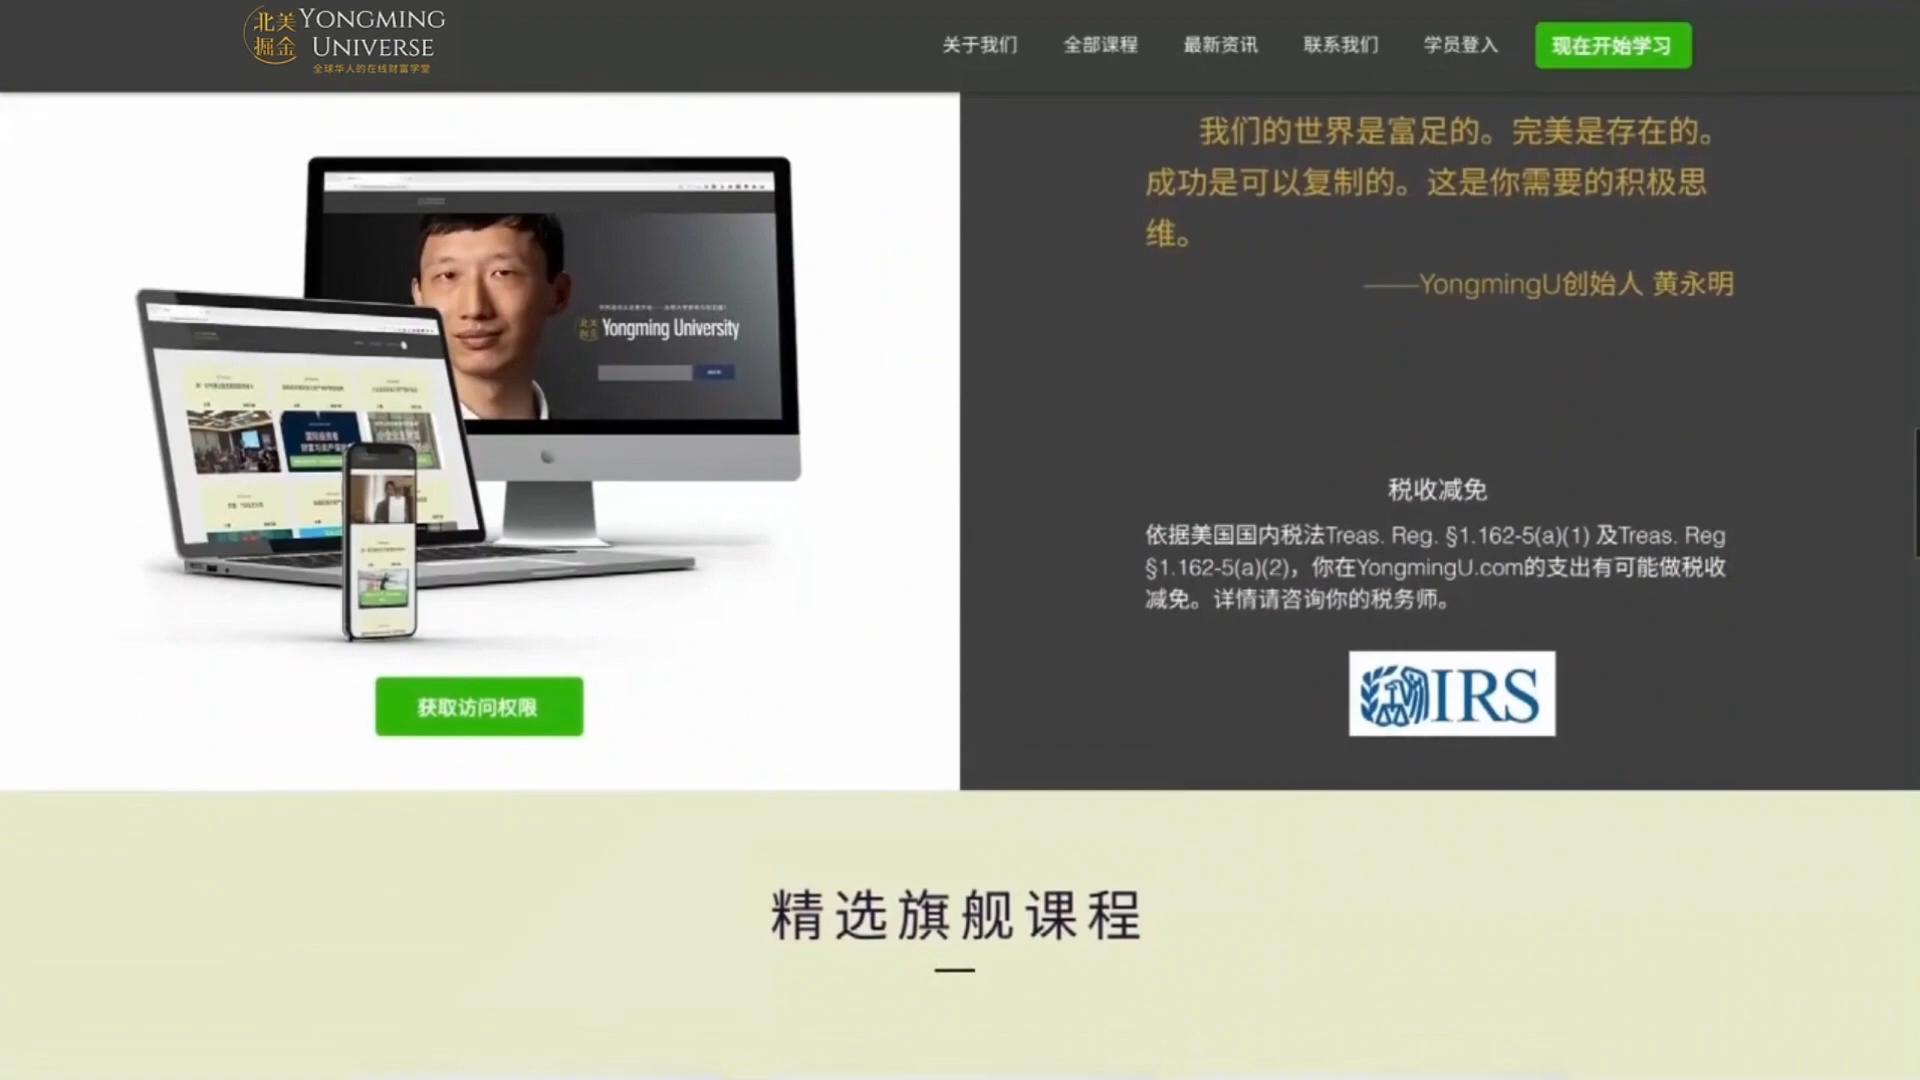 北美掘金
YONGMING UNIVERSE
全球华人的在线财富学堂
关于我们
全部课程
最新资讯
联系我们
学员登入
现在开始学习
Yongming University
获取访问权限
我们的世界是富足的。完美是存在的。
成功是可以复制的。这是你需要的积极思
维。
——YongmingU创始人 黄永明
税收减免
依据美国国内税法Treas. Reg. §1.162-5(a)(1) 及Treas. Reg
§1.162-5(a)(2)，你在YongmingU.com的支出有可能做税收
减免。详情请咨询你的税务师。
IRS
精选旗舰课程